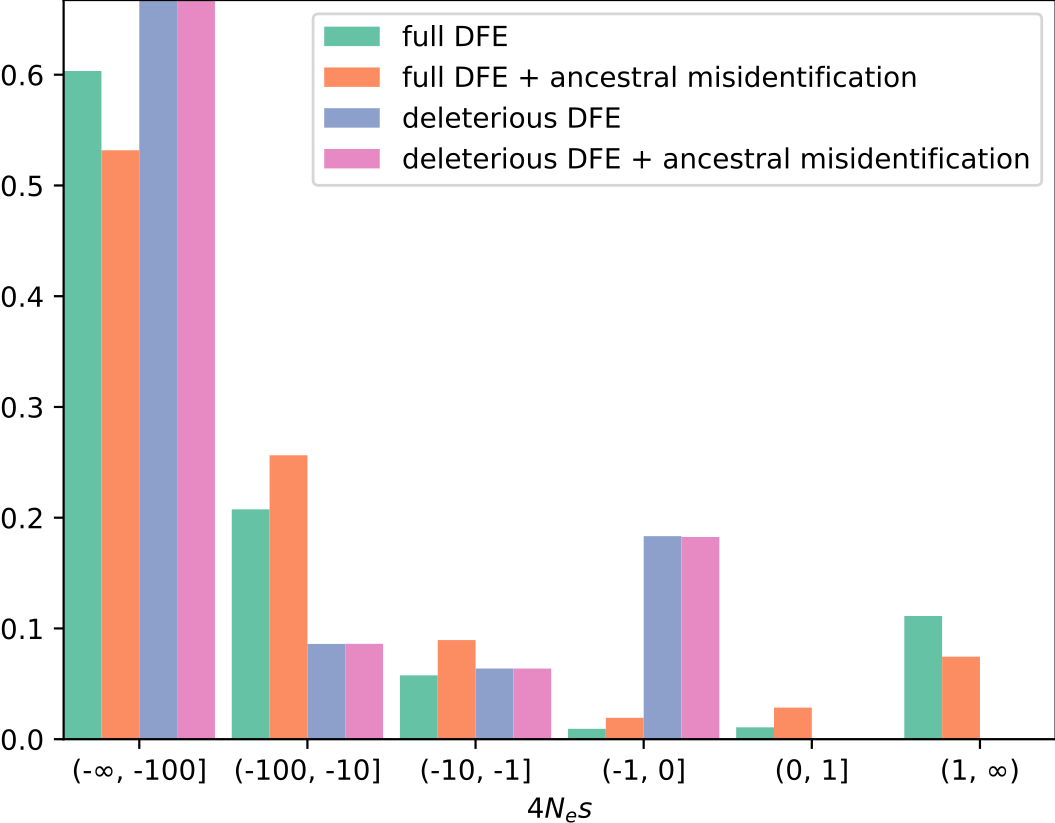 full DFE
full DFE + ancestral misidentification
deleterious DFE
deleterious DFE + ancestral misidentification
0.6
0.5
0.4
0.3
0.2
0.1
0.0
(-∞, -100] (-100, -10] (-10, -1] (-1, 0] (0, 1] (1, ∞)
4Nₑs